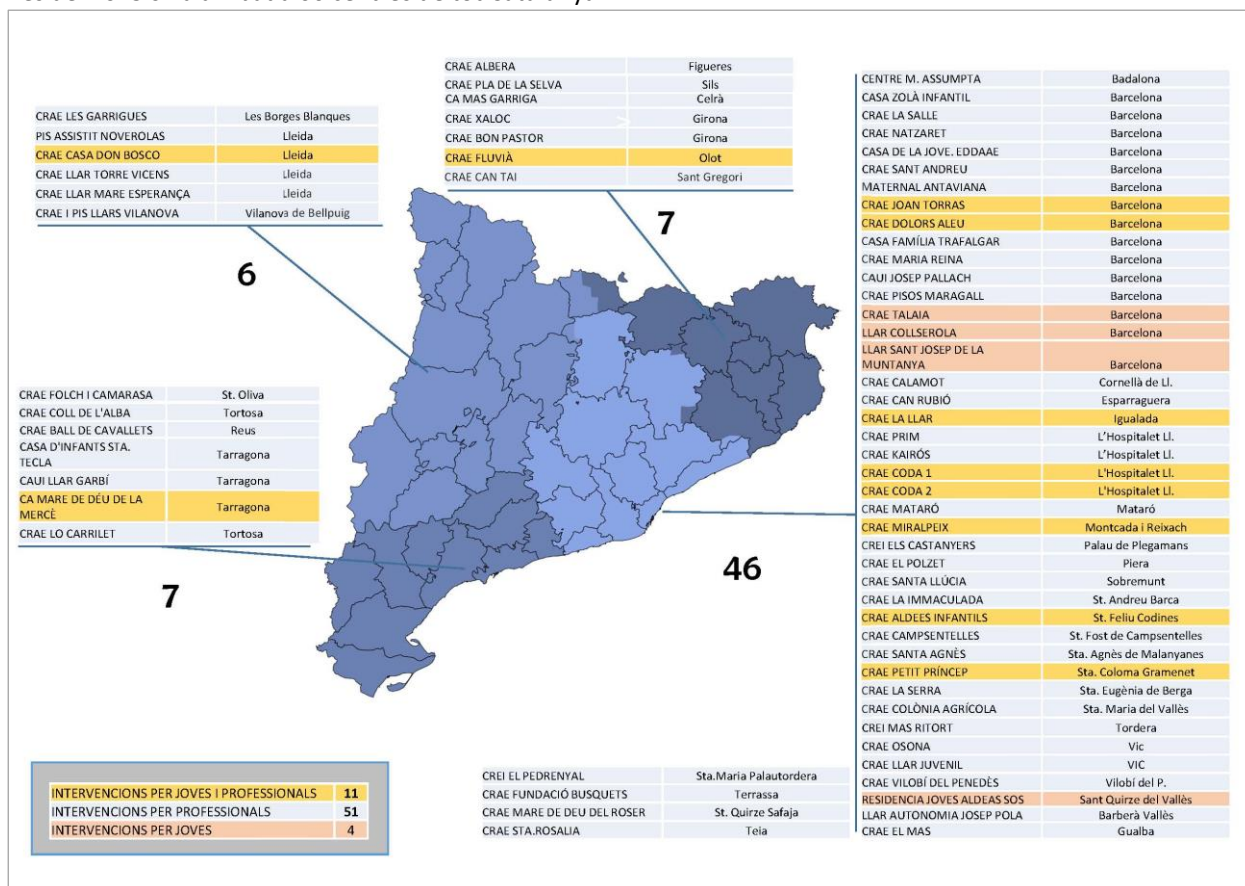 CRAE ALBERA Figueres
CRAE PLA DE LA SELVA Sils
CA MAS GARRIGA Celrà
CRAE XALOC Girona
CRAE BON PASTOR Girona
CRAE FLUVIÀ Olot
CRAE CAN TAI Sant Gregori
7
CRAE LES GARRIGUES Les Borges Blanques
PIS ASSISTIT NOVEROLAS Lleida
CRAE CASA DON BOSCO Lleida
CRAE LLAR TORRE VICENS Lleida
CRAE LLAR MARE ESPERANÇA Lleida
CRAE I PIS LLARS VILANOVA Vilanova de Bellpuig
6
CRAE FOLCH I CAMARASA St. Oliva
CRAE COLL DE L'ALBA Tortosa
CRAE BALL DE CAVALLETS Reus
CASA D'INFANTS STA.
TECLA Tarragona
CAUI LLAR GARBÍ Tarragona
CA MARE DE DÉU DE LA
MERCÈ Tarragona
CRAE LO CARRILET Tortosa
7
46
CENTRE M. ASSUMPTA Badalona
CASA ZOLÀ INFANTIL Barcelona
CRAE LA SALLE Barcelona
CRAE NATZARET Barcelona
CASA DE LA JOVE. EDDAAE Barcelona
CRAE SANT ANDREU Barcelona
MATERNAL ANTAVIANA Barcelona
CRAE JOAN TORRAS Barcelona
CRAE DOLORS ALEU Barcelona
CASA FAMÍLIA TRAFALGAR Barcelona
CRAE MARIA REINA Barcelona
CAUI JOSEP PALLACH Barcelona
CRAE PISOS MARAGALL Barcelona
CRAE TALAIA Barcelona
LLAR COLLSEROLA Barcelona
LLAR SANT JOSEP DE LA
MUNTANYA Barcelona
CRAE CALAMOT Cornellà de Ll.
CRAE CAN RUBIÓ Esparraguera
CRAE LA LLAR Igualada
CRAE PRIM L'Hospitalet Ll.
CRAE KAIRÓS L'Hospitalet Ll.
CRAE CODA 1 L'Hospitalet Ll.
CRAE CODA 2 L'Hospitalet Ll.
CRAE MATARÓ Mataró
CRAE MIRALPEIX Montcada i Reixach
CREI ELS CASTANYERS Palau de Plegamans
CRAE EL POLZET Piera
CRAE SANTA LLÚCIA Sobremunt
CRAE LA IMMACULADA St. Andreu Barca
CRAE ALDEES INFANTILS St. Feliu Codines
CRAE CAMPSENTELLES St. Fost de Campsentelles
CRAE SANTA AGNÈS Sta. Agnès de Malanyanes
CRAE PETIT PRÍNCEP Sta. Coloma Gramenet
CRAE LA SERRA Sta. Eugènia de Berga
CRAE COLÒNIA AGRÍCOLA Sta. Maria del Vallès
CREI MAS RITORT Tordera
CRAE OSONA Vic
CRAE LLAR JUVENIL VIC
CRAE VILOBÍ DEL PENEDÈS Vilobí del P.
RESIDENCIA JOVES ALDEAS SOS Sant Quirze del Vallès
LLAR AUTONOMIA JOSEP POLA Barberà Vallès
CRAE EL MAS Gualba
CREI EL PEDRENYAL Sta.Maria Palautordera
CRAE FUNDACIÓ BUSQUETS Terrassa
CRAE MARE DE DEU DEL ROSER St. Quirze Safaja
CRAE STA.ROSALIA Teia
INTERVENCIONS PER JOVES I PROFESSIONALS 11
INTERVENCIONS PER PROFESSIONALS 51
INTERVENCIONS PER JOVES 4